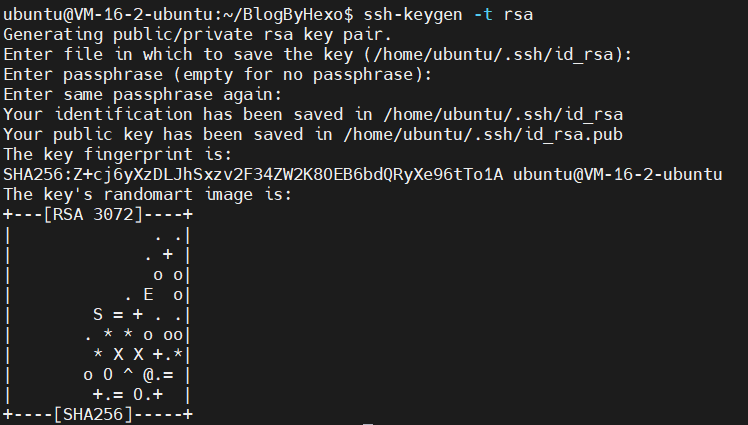 ubuntu@VM-16-2-ubuntu:~/BlogByHexo$ ssh-keygen -t rsa
Generating public/private rsa key pair.
Enter file in which to save the key (/home/ubuntu/.ssh/id_rsa):
Enter passphrase (empty for no passphrase):
Enter same passphrase again:
Your identification has been saved in /home/ubuntu/.ssh/id_rsa
Your public key has been saved in /home/ubuntu/.ssh/id_rsa.pub
The key fingerprint is:
SHA256:Z+cj6yXzDLJhSxzv2F34ZW2K8OEB6bdQRyXe96tTo1A ubuntu@VM-16-2-ubuntu
The key's randomart image is:
+---[RSA 3072]----+
|              . .|
|             . + |
|              o o|
|           . E  o|
|        S = + . .|
|       . * * o oo|
|        * X X +.*|
|       o O ^ @.= |
|        +.= O.+  |
+----[SHA256]-----+